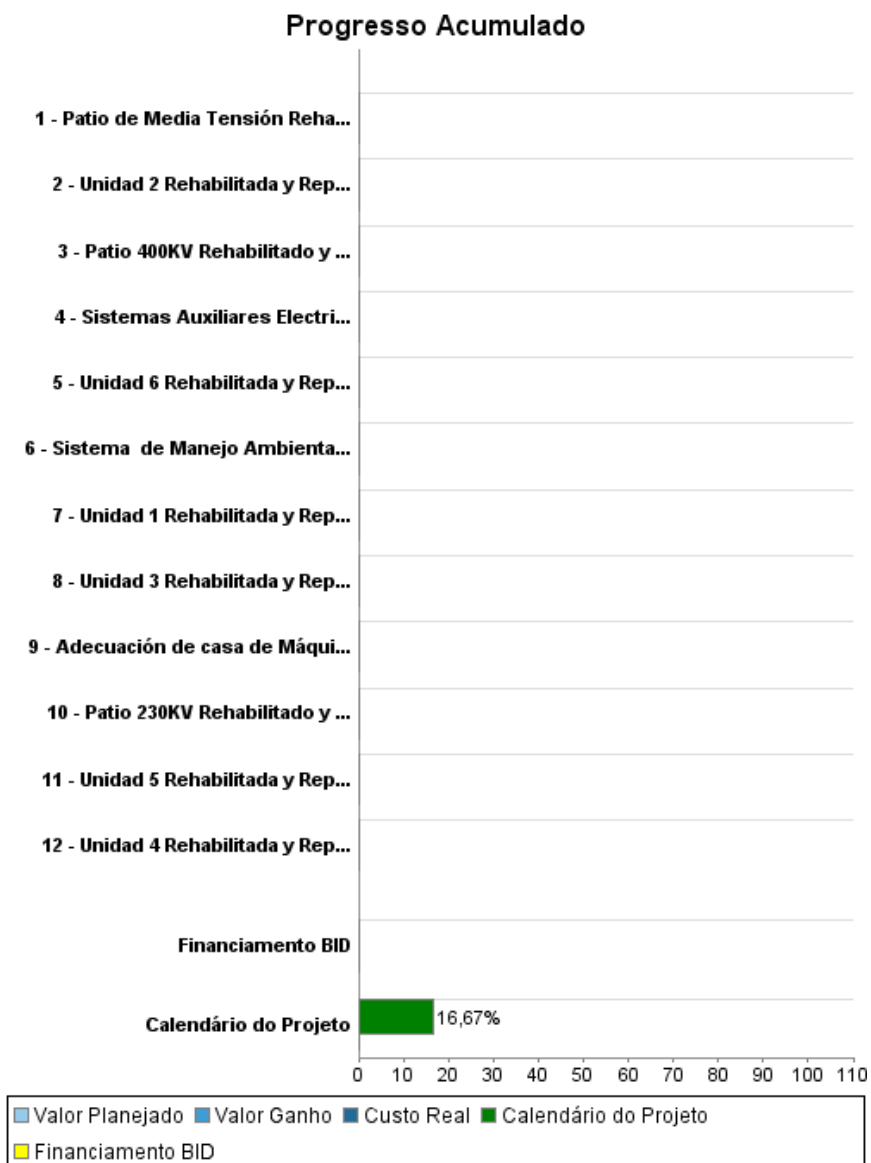 Progresso Acumulado
1 - Patio de Media Tensión Reha...
2 - Unidad 2 Rehabilitada y Rep...
3 - Patio 400KV Rehabilitado y ...
4 - Sistemas Auxiliares Electri...
5 - Unidad 6 Rehabilitada y Rep...
6 - Sistema  de Manejo Ambienta...
7 - Unidad 1 Rehabilitada y Rep...
8 - Unidad 3 Rehabilitada y Rep...
9 - Adecuación de casa de Máqui...
10 - Patio 230KV Rehabilitado y ...
11 - Unidad 5 Rehabilitada y Rep...
12 - Unidad 4 Rehabilitada y Rep...
Financiamento BID
Calendário do Projeto 16,67%
0 10 20 30 40 50 60 70 80 90 100 110
Valor Planejado Valor Ganho Custo Real Calendário do Projeto
Financiamento BID